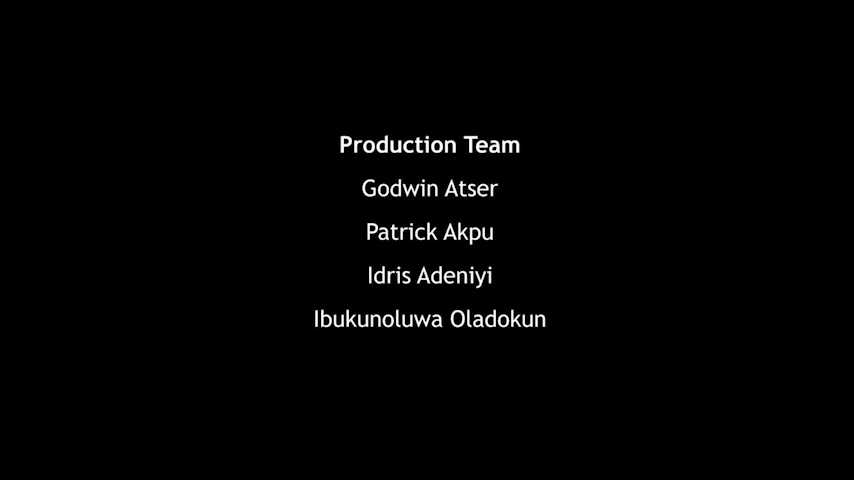 Production Team
Godwin Atser
Patrick Akpu
Idris Adeniyi
Ibukunoluwa Oladokun